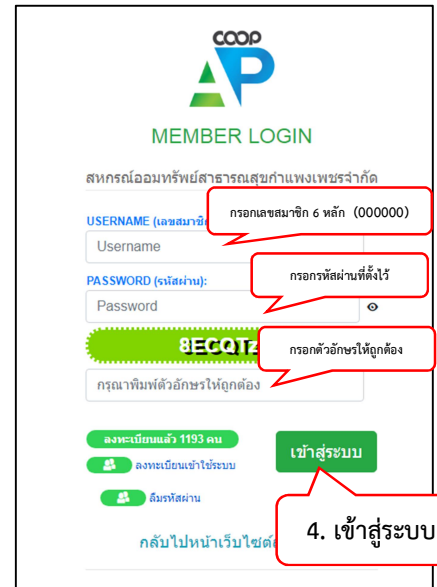 COOP
AP
MEMBER LOGIN
สหกรณ์ออมทรัพย์สาธารณสุขกำแพงเพชรจำกัด
กรอกเลขสมาชิก 6 หลัก (000000)
USERNAME (เลขสมาชิ
Username
กรอกรหัสผ่านที่ตั้งไว้
PASSWORD (รหัสผ่าน):
Password
8ECQT
กรอกตัวอักษรให้ถูกต้อง
กรุณาพิมพ์ตัวอักษรให้ถูกต้อง
ลงทะเบียนแล้ว 1193 คน
เข้าสู่ระบบ
ลงทะเบียนเข้าใช้ระบบ
ลืมรหัสผ่าน
4. เข้าสู่ระบบ
กลับไปหน้าเว็บไซต์